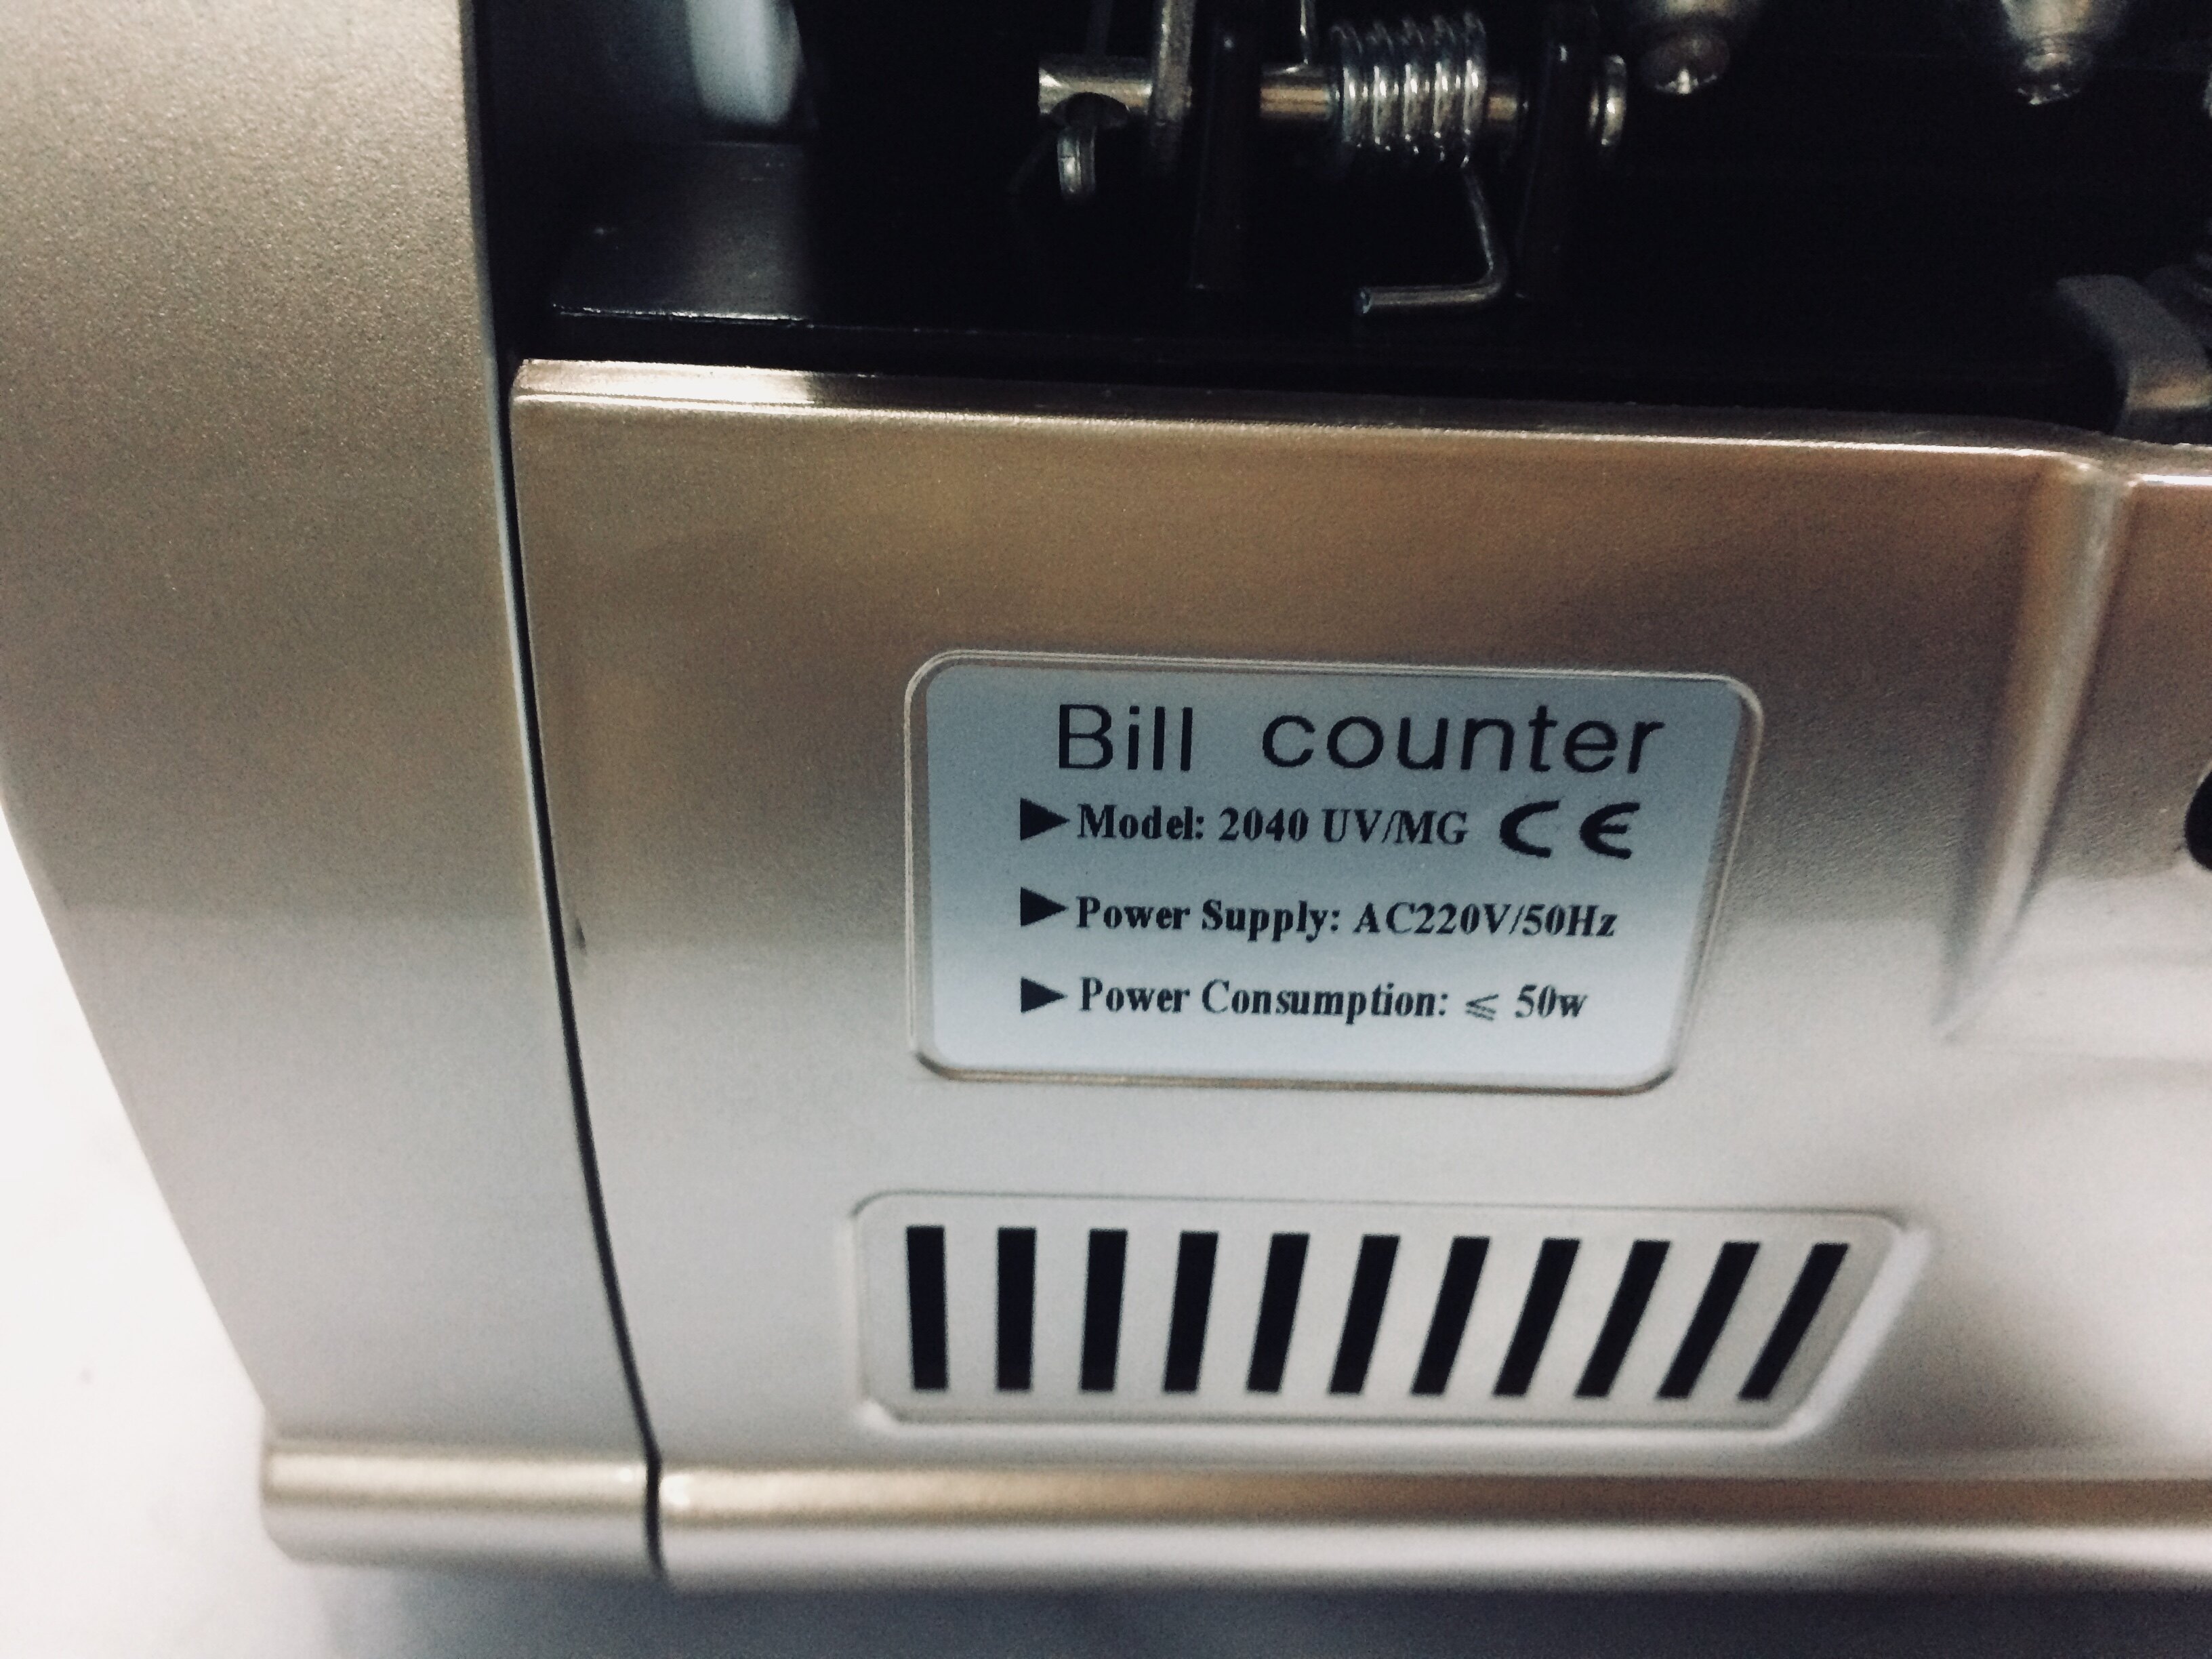 Bill counter
▶Model: 2040 UV/MG CE
▶Power Supply: AC220V/50Hz
▶Power Consumption: ⩽ 50w